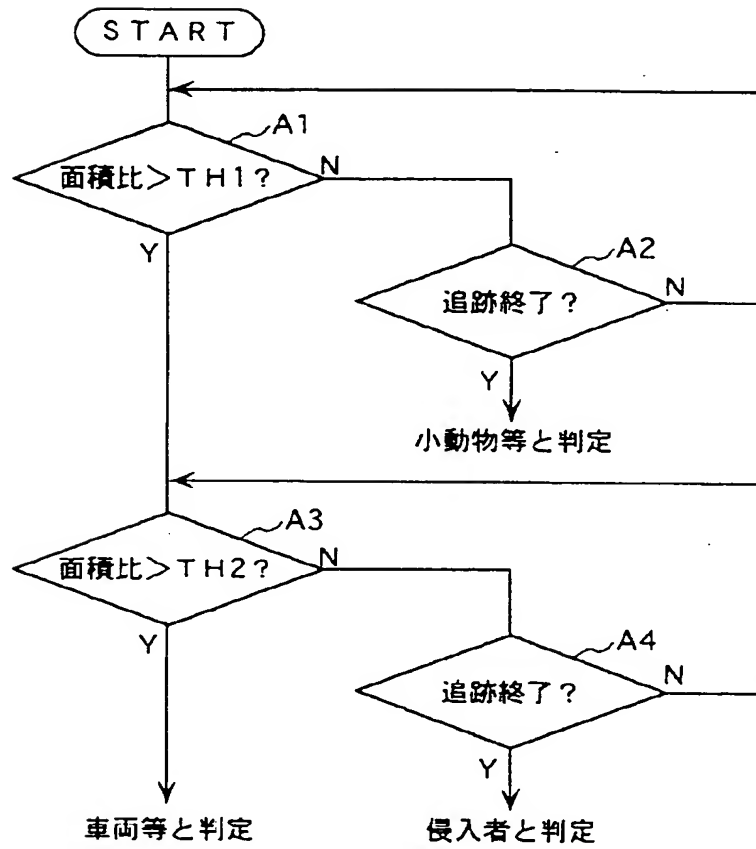 START
A1
面積比>TH1?
N
Y
A2
追跡終了?
N
Y
小動物等と判定
A3
面積比>TH2?
N
Y
A4
追跡終了?
N
Y
車両等と判定
侵入者と判定